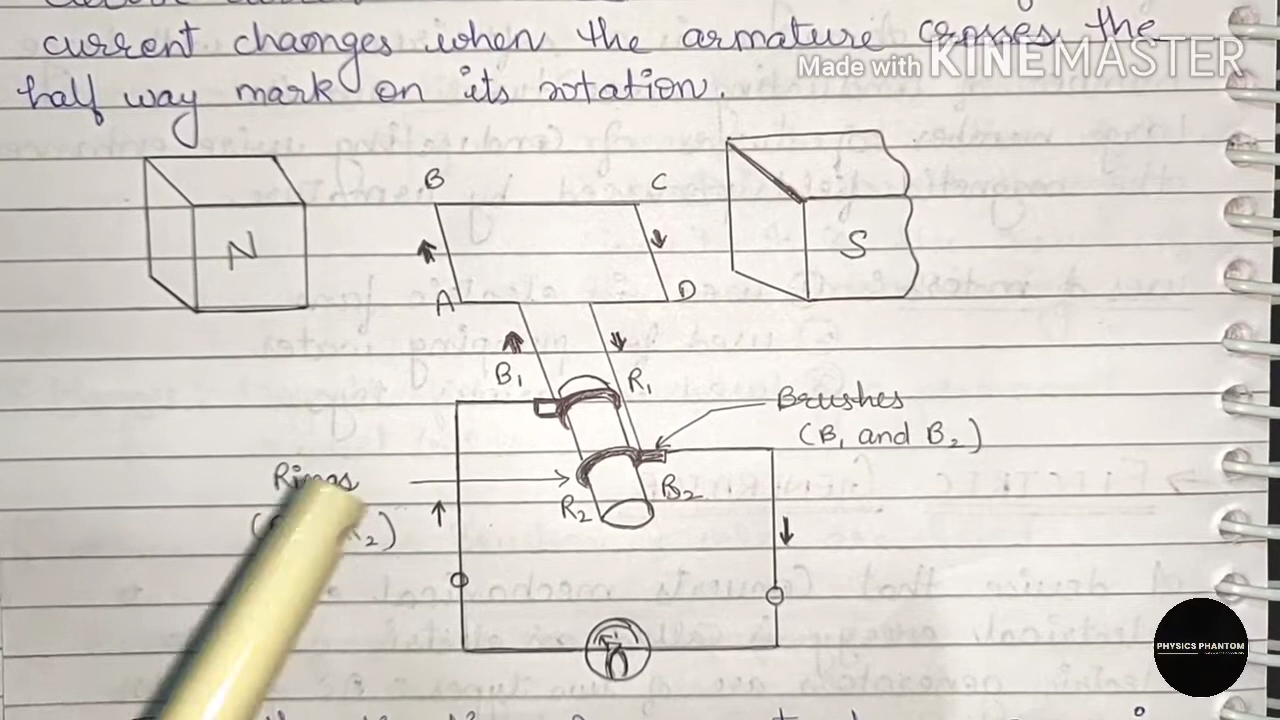 current changes when the armature crosses the
half way mark on its rotation.
Made with KINEMASTER
N
B
C
S
A
D
B1
R1
Brushes
(B1 and B2)
Rings
R2)
R2
B2
PHYSICS PHANTOM